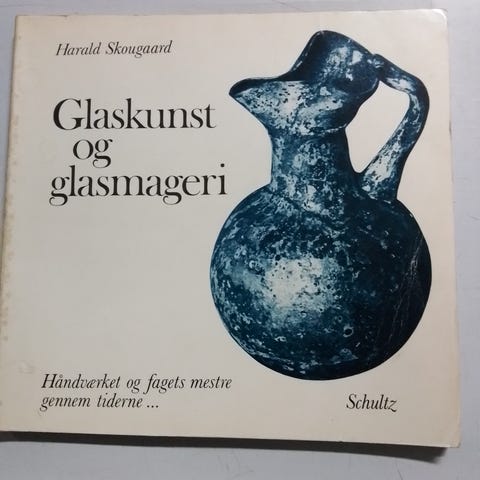 Harald Skougaard
Glaskunst
og
glasmageri
Håndværket og fagets mestre
gennem tiderne ...
Schultz